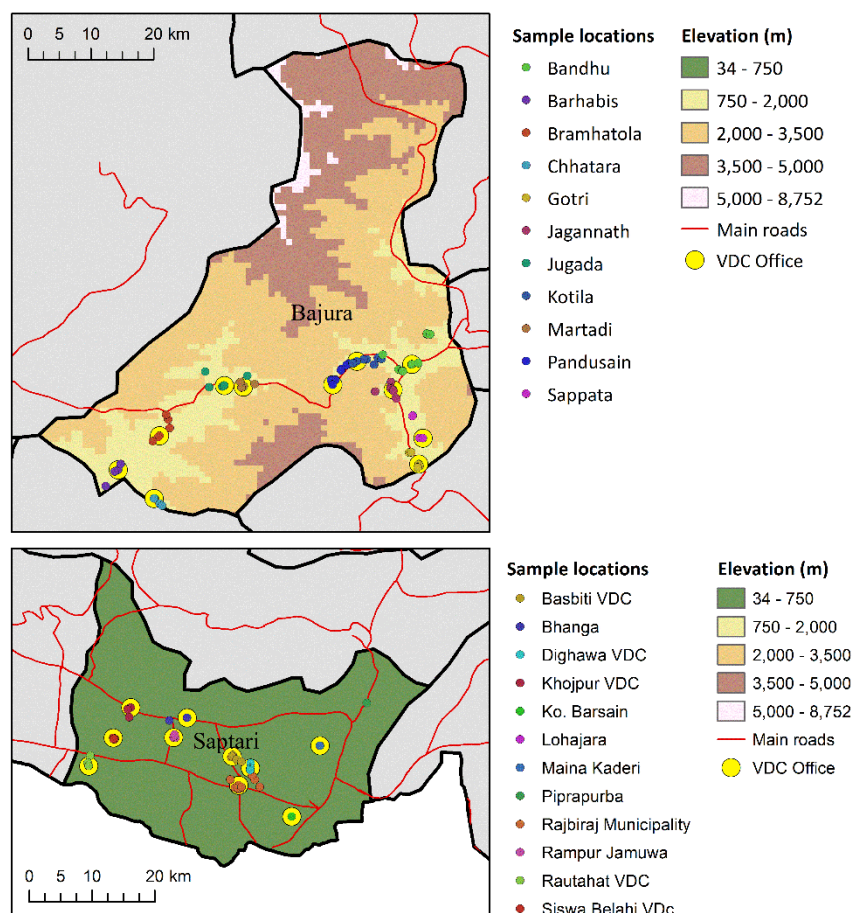 0 10 20 km
Bajura
Sample locations
Bandhu
Barhabis
Bramhatola
Chhatara
Gotri
Jagannath
Jugada
Kotila
Martadi
Pandusain
Sappata
Elevation (m)
34 - 750
750 - 2,000
2,000 - 3,500
3,500 - 5,000
5,000 - 8,752
Main roads
VDC Office
Saptari
0 10 20 km
Sample locations
Basbiti VDC
Bhanga
Dighawa VDC
Khojpur VDC
Ko. Barsain
Lohajara
Maina Kaderi
Piprapurba
Rajbiraj Municipality
Rampur Jamuwa
Rautahat VDC
Siswa Belahi VDc
Elevation (m)
34 - 750
750 - 2,000
2,000 - 3,500
3,500 - 5,000
5,000 - 8,752
Main roads
VDC Office